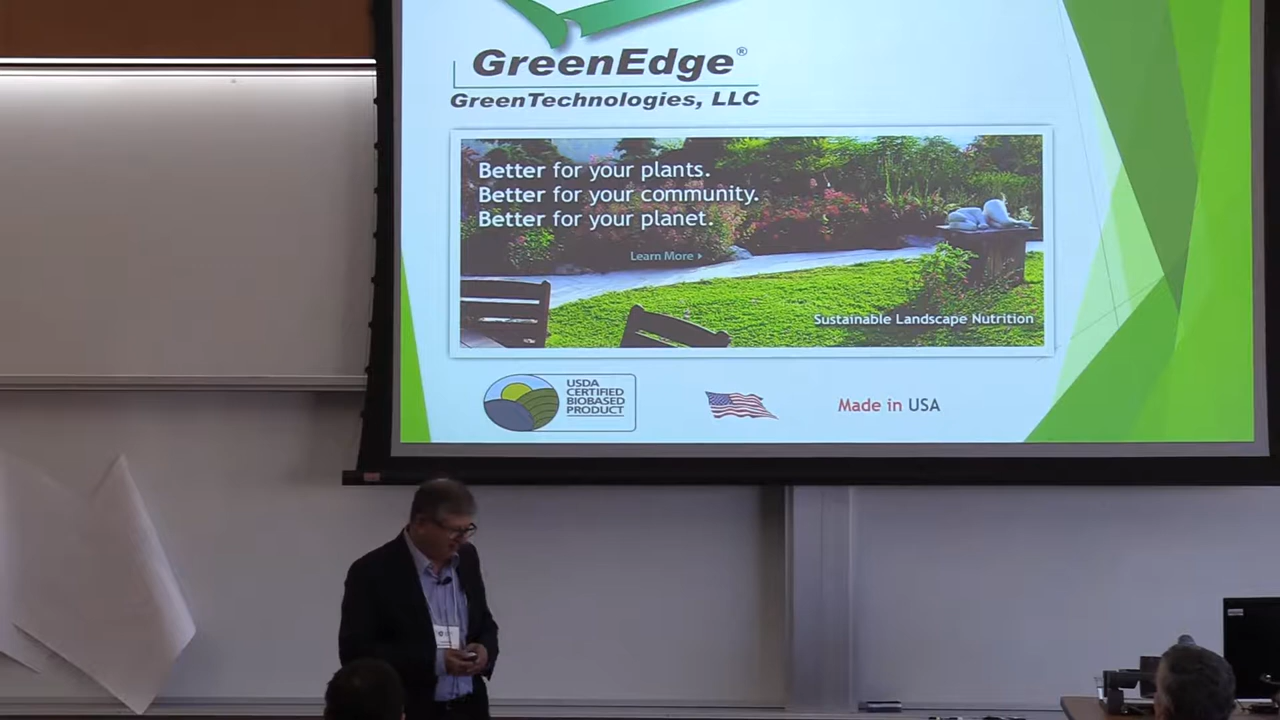 GreenEdge®
GreenTechnologies, LLC
Better for your plants.
Better for your community.
Better for your planet.
Learn More
Sustainable Landscape Nutrition
USDA
CERTIFIED
BIOBASED
PRODUCT
Made in USA